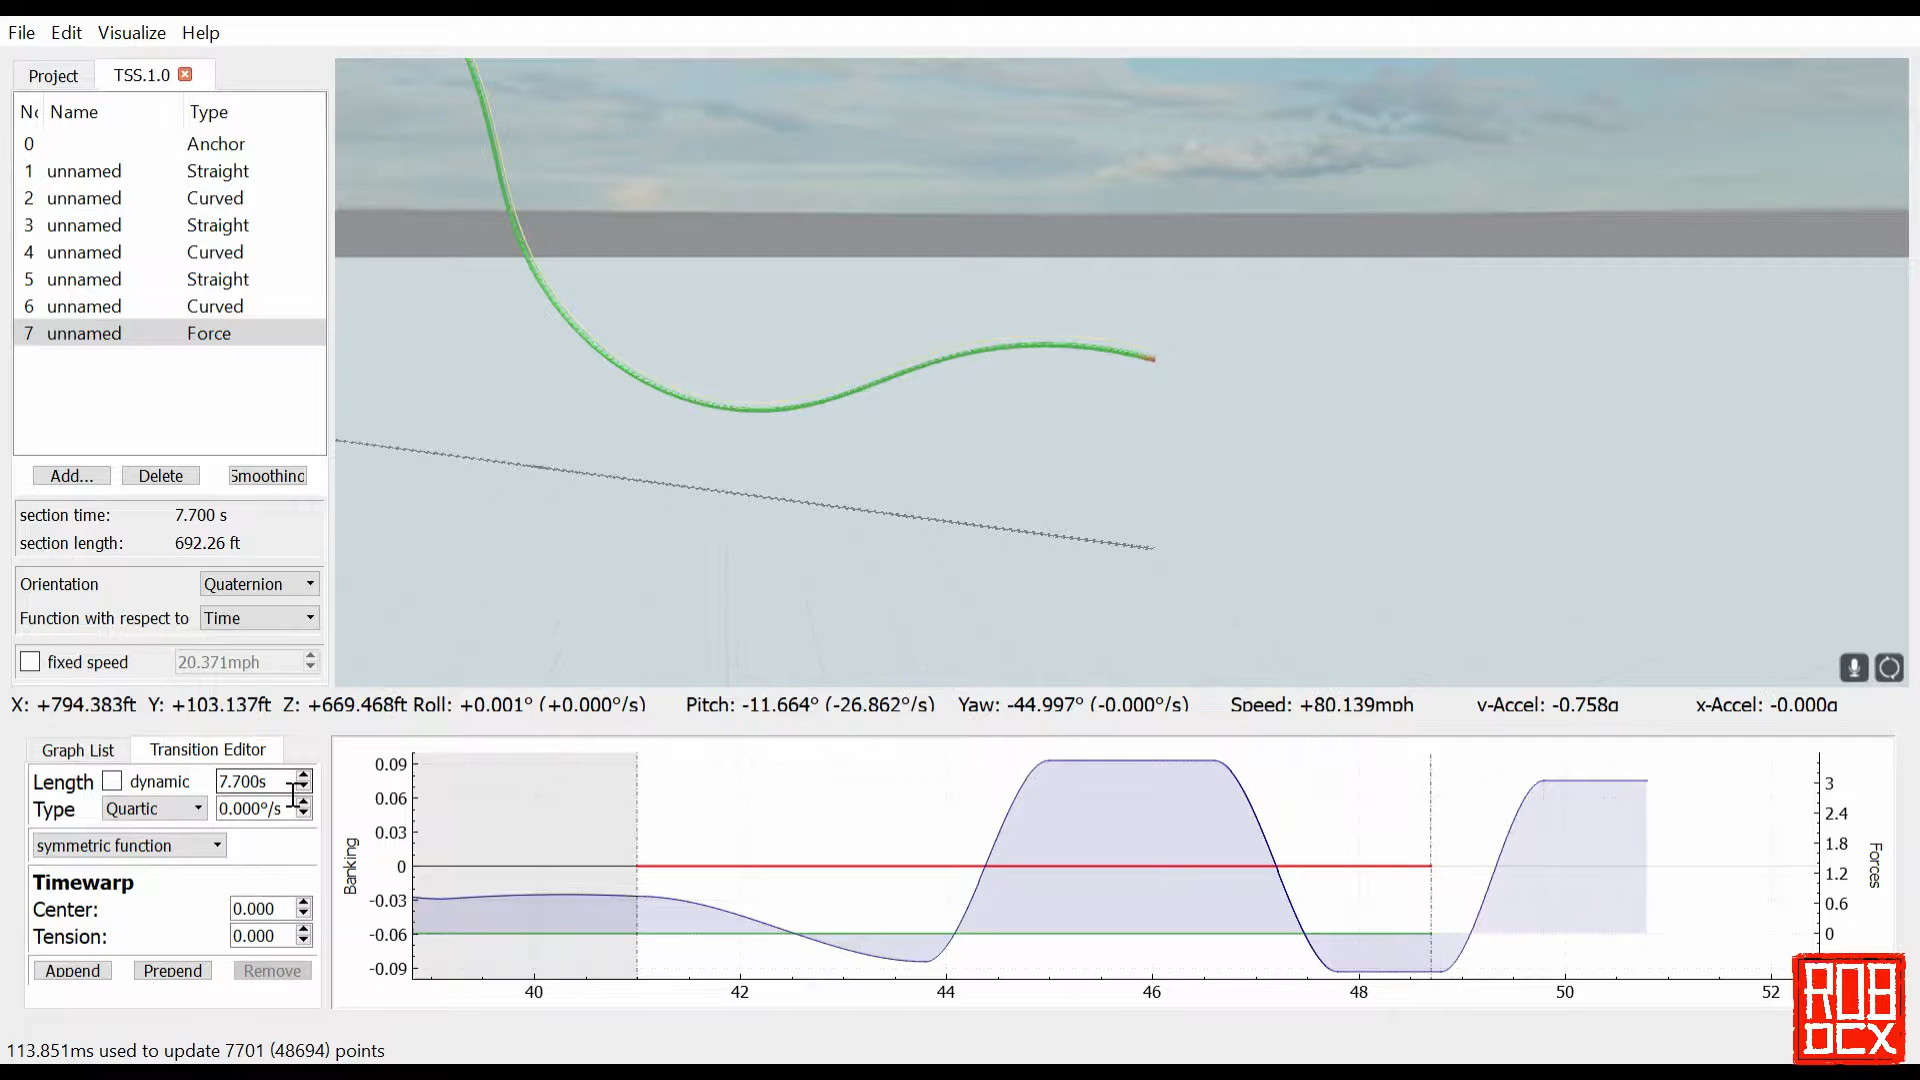 File Edit Visualize Help
Project TSS.1.0
Nc Name Type
0 Anchor
1 unnamed Straight
2 unnamed Curved
3 unnamed Straight
4 unnamed Curved
5 unnamed Straight
6 unnamed Curved
7 unnamed Force
Add... Delete Smoothing
section time: 7.700 s
section length: 692.26 ft
Orientation Quaternion
Function with respect to Time
fixed speed 20.371mph
X: +794.383ft Y: +103.137ft Z: +669.468ft Roll: +0.001° (+0.000°/s) Pitch: -11.664° (-26.862°/s) Yaw: -44.997° (-0.000°/s) Speed: +80.139mph v-Accel: -0.758g x-Accel: -0.000g
Graph List Transition Editor
Length dynamic 7.700s
Type Quartic 0.000°/s
symmetric function
Timewarp
Center: 0.000
Tension: 0.000
Append Prepend Remove
Banking
0.09
0.06
0.03
0
-0.03
-0.06
-0.09
40 42 44 46 48 50 52
3
2.4
1.8
1.2
0.6
0
Forces
ROB
OCX
113.851ms used to update 7701 (48694) points